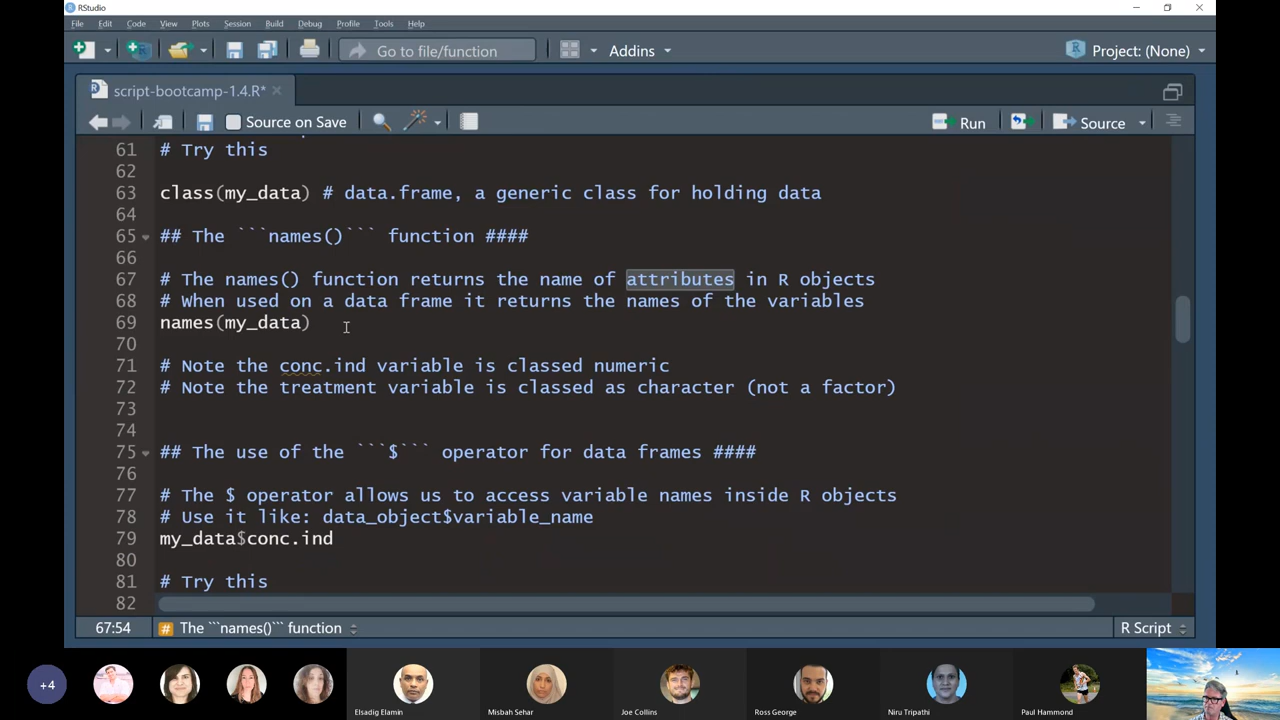 RStudio
File Edit Code View Plots Session Build Debug Profile Tools Help
Go to file/function Addins Project: (None)
script-bootcamp-1.4.R*
Source on Save Run Source
61 # Try this
62
63 class(my_data) # data.frame, a generic class for holding data
64
65 ## The ```names()``` function ####
66
67 # The names() function returns the name of attributes in R objects
68 # When used on a data frame it returns the names of the variables
69 names(my_data)
70
71 # Note the conc.ind variable is classed numeric
72 # Note the treatment variable is classed as character (not a factor)
73
74
75 ## The use of the ```$``` operator for data frames ####
76
77 # The $ operator allows us to access variable names inside R objects
78 # Use it like: data_object$variable_name
79 my_data$conc.ind
80
81 # Try this
82
67:54 # The ```names()``` function R Script
+4 Elsadig Elamin Misbah Sehar Joe Collins Ross George Niru Tripathi Paul Hammond